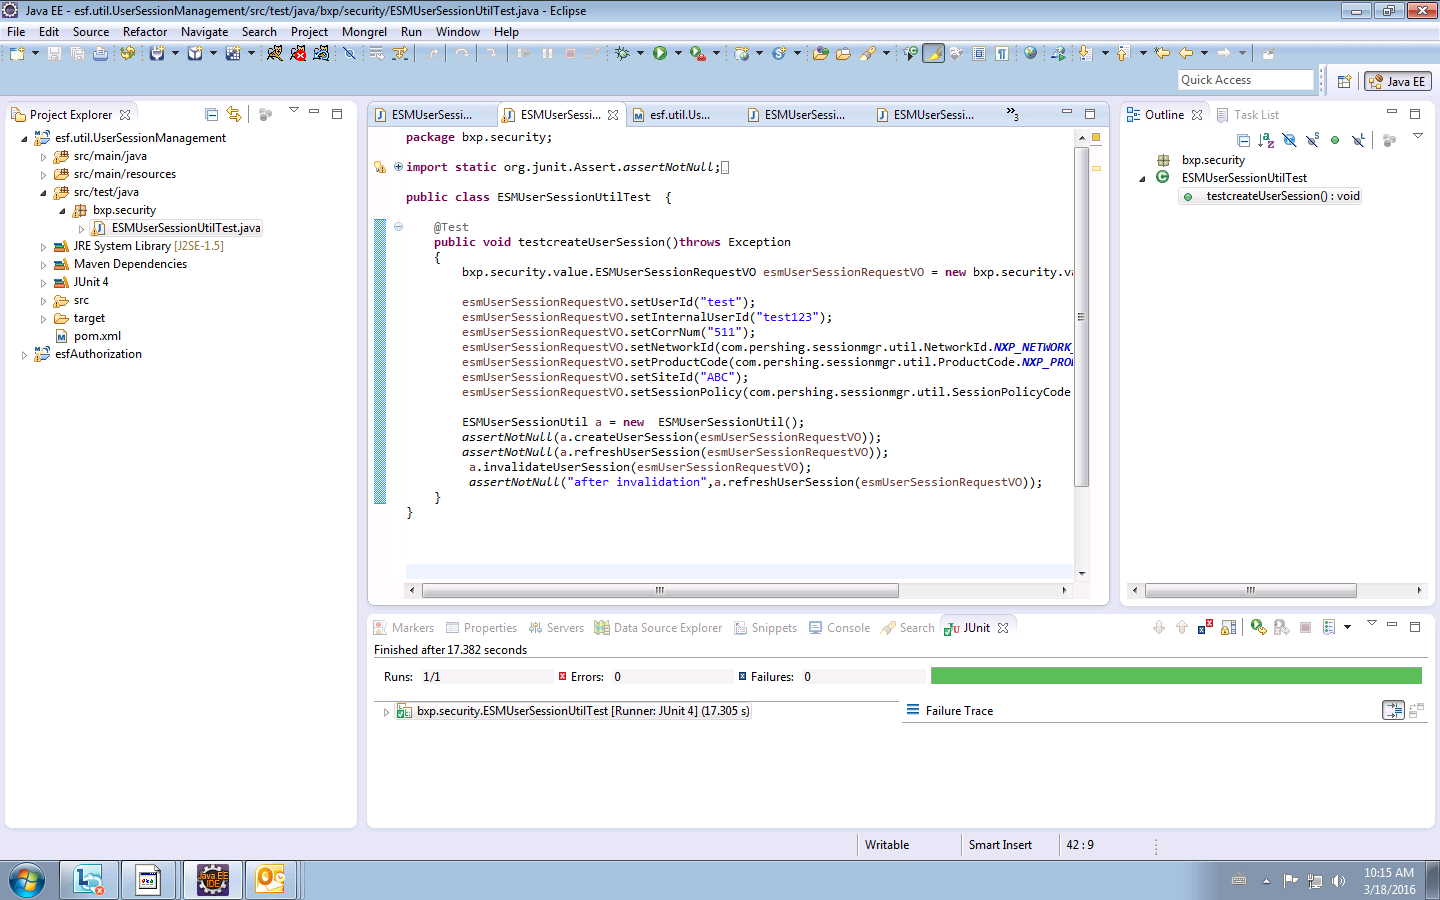 Java EE - esf.util.UserSessionManagement/src/test/java/bxp/security/ESMUserSessionUtilTest.java - Eclipse
File Edit Source Refactor Navigate Search Project Mongrel Run Window Help
Quick Access
Java EE
Project Explorer
esf.util.UserSessionManagement
src/main/java
src/main/resources
src/test/java
bxp.security
ESMUserSessionUtilTest.java
JRE System Library [J2SE-1.5]
Maven Dependencies
JUnit 4
src
target
pom.xml
esfAuthorization
ESMUserSessi... ESMUserSessi... esf.util.Us... ESMUserSessi... ESMUserSessi... »3
package bxp.security;
import static org.junit.Assert.assertNotNull;
public class ESMUserSessionUtilTest {
@Test
public void testcreateUserSession()throws Exception
{
bxp.security.value.ESMUserSessionRequestVO esmUserSessionRequestVO = new bxp.security.va
esmUserSessionRequestVO.setUserId("test");
esmUserSessionRequestVO.setInternalUserId("test123");
esmUserSessionRequestVO.setCorrNum("511");
esmUserSessionRequestVO.setNetworkId(com.pershing.sessionmgr.util.NetworkId.NXP_NETWORK_
esmUserSessionRequestVO.setProductCode(com.pershing.sessionmgr.util.ProductCode.NXP_PROD
esmUserSessionRequestVO.setSiteId("ABC");
esmUserSessionRequestVO.setSessionPolicy(com.pershing.sessionmgr.util.SessionPolicyCode
ESMUserSessionUtil a = new ESMUserSessionUtil();
assertNotNull(a.createUserSession(esmUserSessionRequestVO));
assertNotNull(a.refreshUserSession(esmUserSessionRequestVO));
a.invalidateUserSession(esmUserSessionRequestVO);
assertNotNull("after invalidation",a.refreshUserSession(esmUserSessionRequestVO));
}
}
Outline Task List
bxp.security
ESMUserSessionUtilTest
testcreateUserSession() : void
Markers Properties Servers Data Source Explorer Snippets Console Search JUnit
Finished after 17.382 seconds
Runs: 1/1 Errors: 0 Failures: 0
bxp.security.ESMUserSessionUtilTest [Runner: JUnit 4] (17.305 s)
Failure Trace
Writable Smart Insert 42 : 9
Java EE
IDE
10:15 AM
3/18/2016